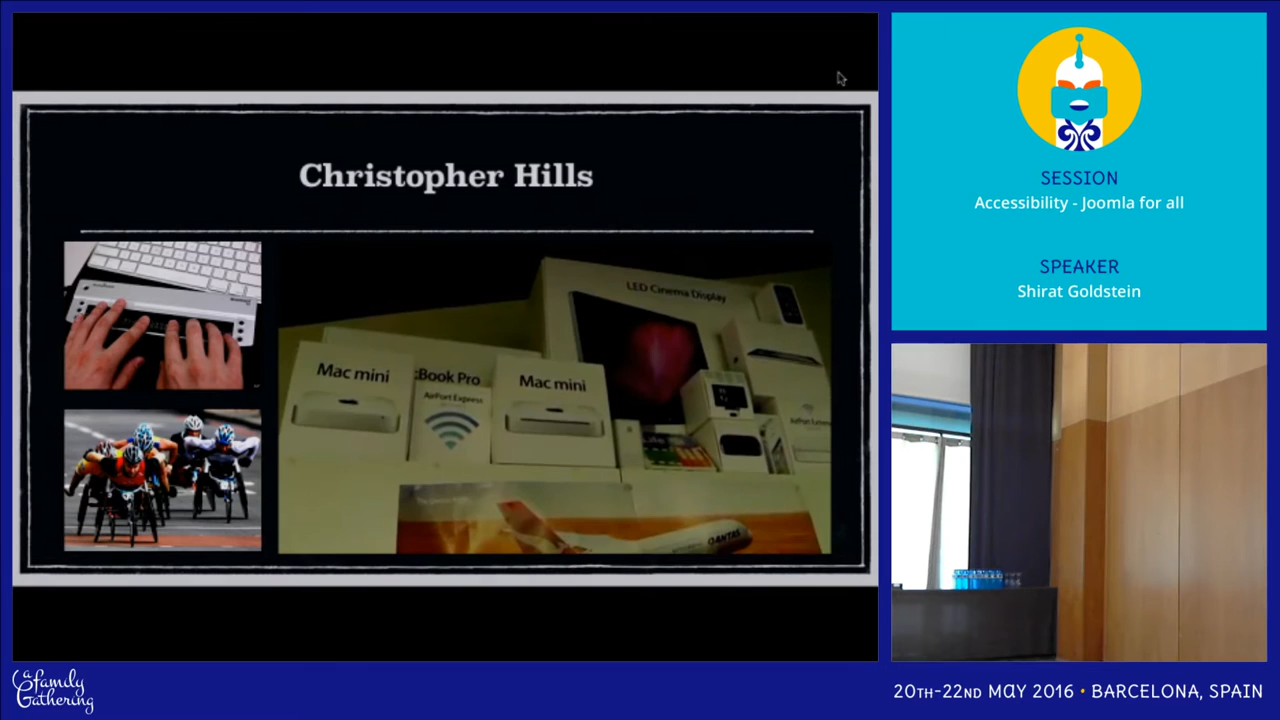 Christopher Hills
LED Cinema Display
Mac mini
Book Pro
Mac mini
AirPort Express
QANTAS
SESSION
Accessibility - Joomla for all
SPEAKER
Shirat Goldstein
a family
Gathering
20TH-22ND MAY 2016 • BARCELONA, SPAIN